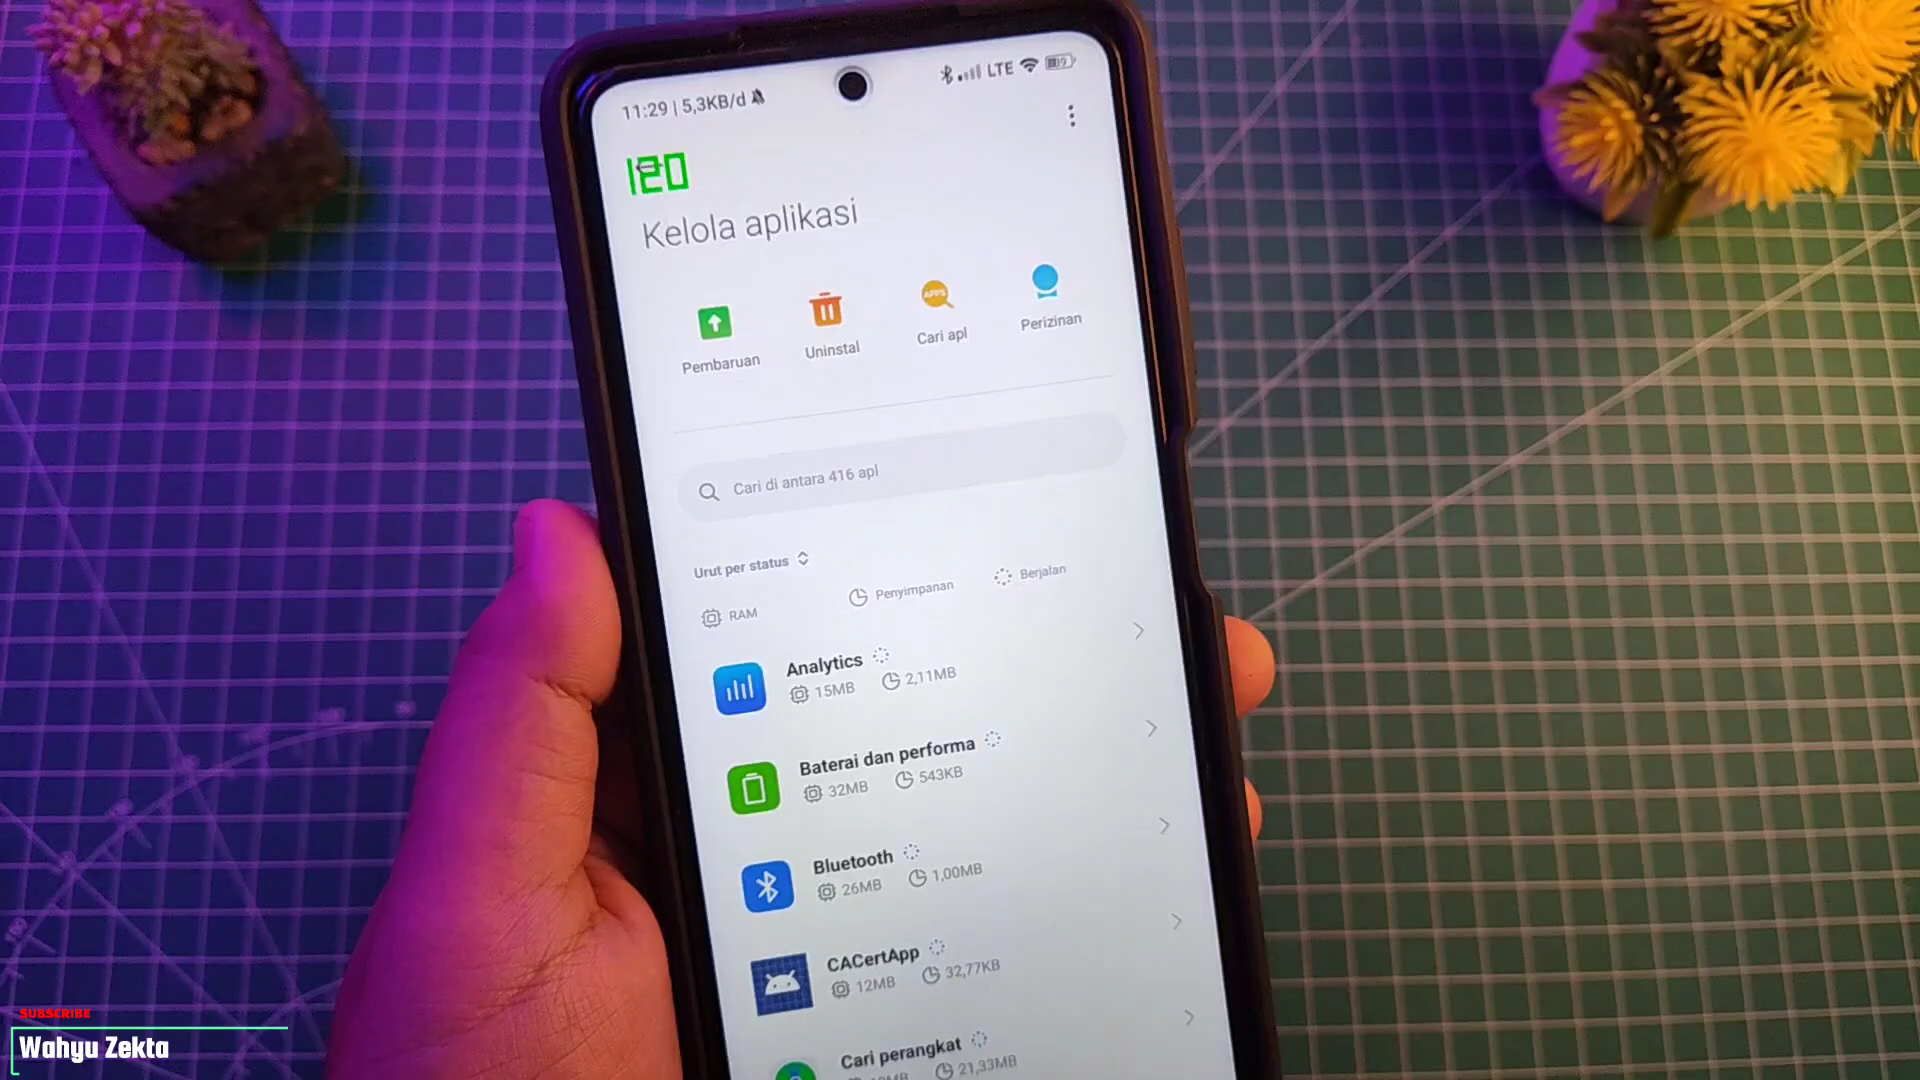 11:29 | 5,3KB/d
LTE
120
Kelola aplikasi
Pembaruan
Uninstal
APPS
Cari apl
Perizinan
Cari di antara 416 apl
Urut per status
RAM
Penyimpanan
Berjalan
Analytics
15MB 2,11MB
Baterai dan performa
32MB 543KB
Bluetooth
26MB 1,00MB
CACertApp
12MB 32,77KB
Cari perangkat
21,33MB
SUBSCRIBE
Wahyu Zekta